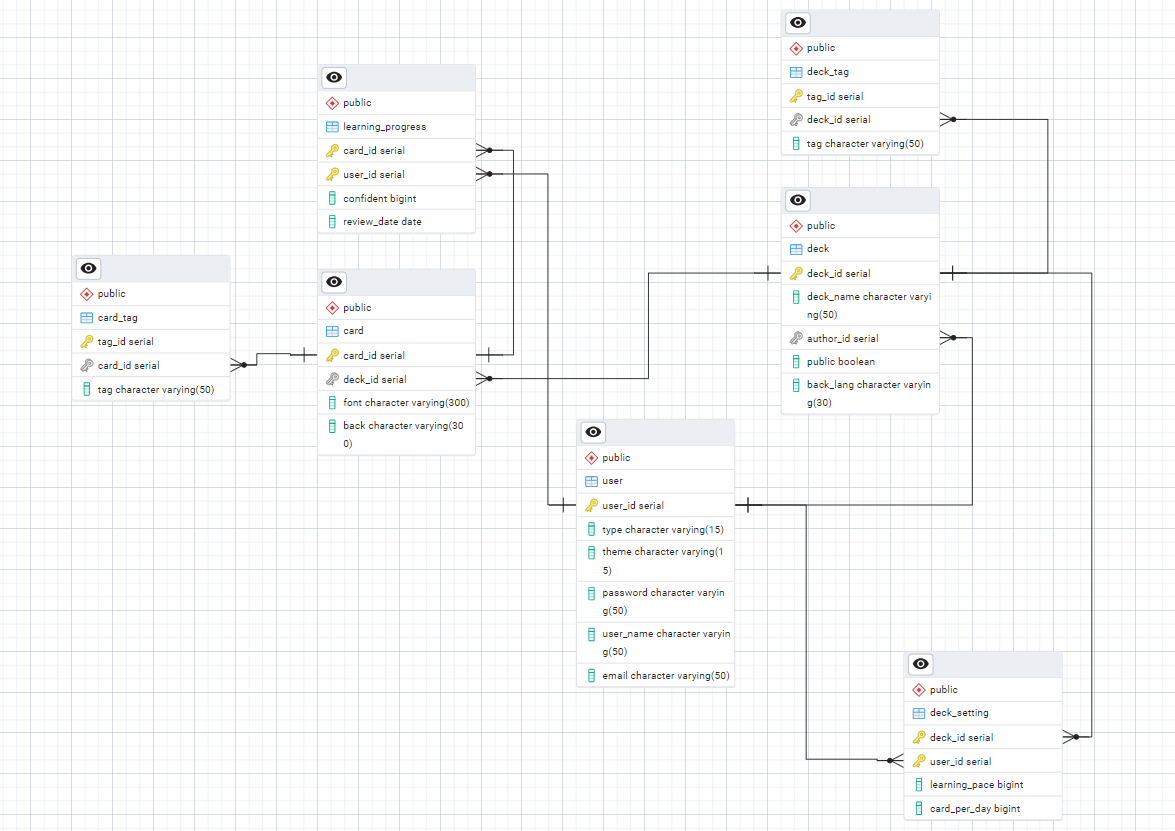 public
deck_tag
tag_id serial
deck_id serial
tag character varying(50)
public
learning_progress
card_id serial
user_id serial
confident bigint
review_date date
public
deck
deck_id serial
deck_name character varyi
ng(50)
author_id serial
public boolean
back_lang character varyin
g(30)
public
card_tag
tag_id serial
card_id serial
tag character varying(50)
public
card
card_id serial
deck_id serial
font character varying(300)
back character varying(30
0)
public
user
user_id serial
type character varying(15)
theme character varying(1
5)
password character varyin
g(50)
user_name character varyin
g(50)
email character varying(50)
public
deck_setting
deck_id serial
user_id serial
learning_pace bigint
card_per_day bigint